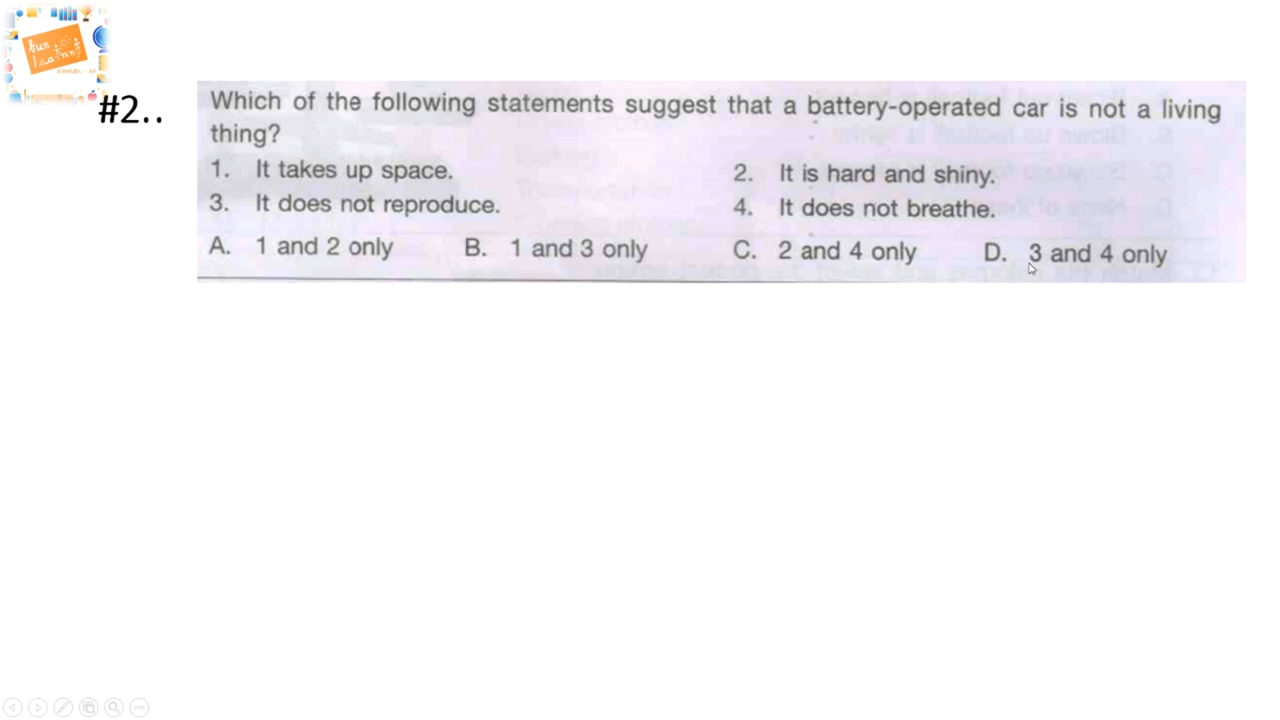 fun
learning
#2..
Which of the following statements suggest that a battery-operated car is not a living
thing?
1. It takes up space. 2. It is hard and shiny.
3. It does not reproduce. 4. It does not breathe.
A. 1 and 2 only B. 1 and 3 only C. 2 and 4 only D. 3 and 4 only